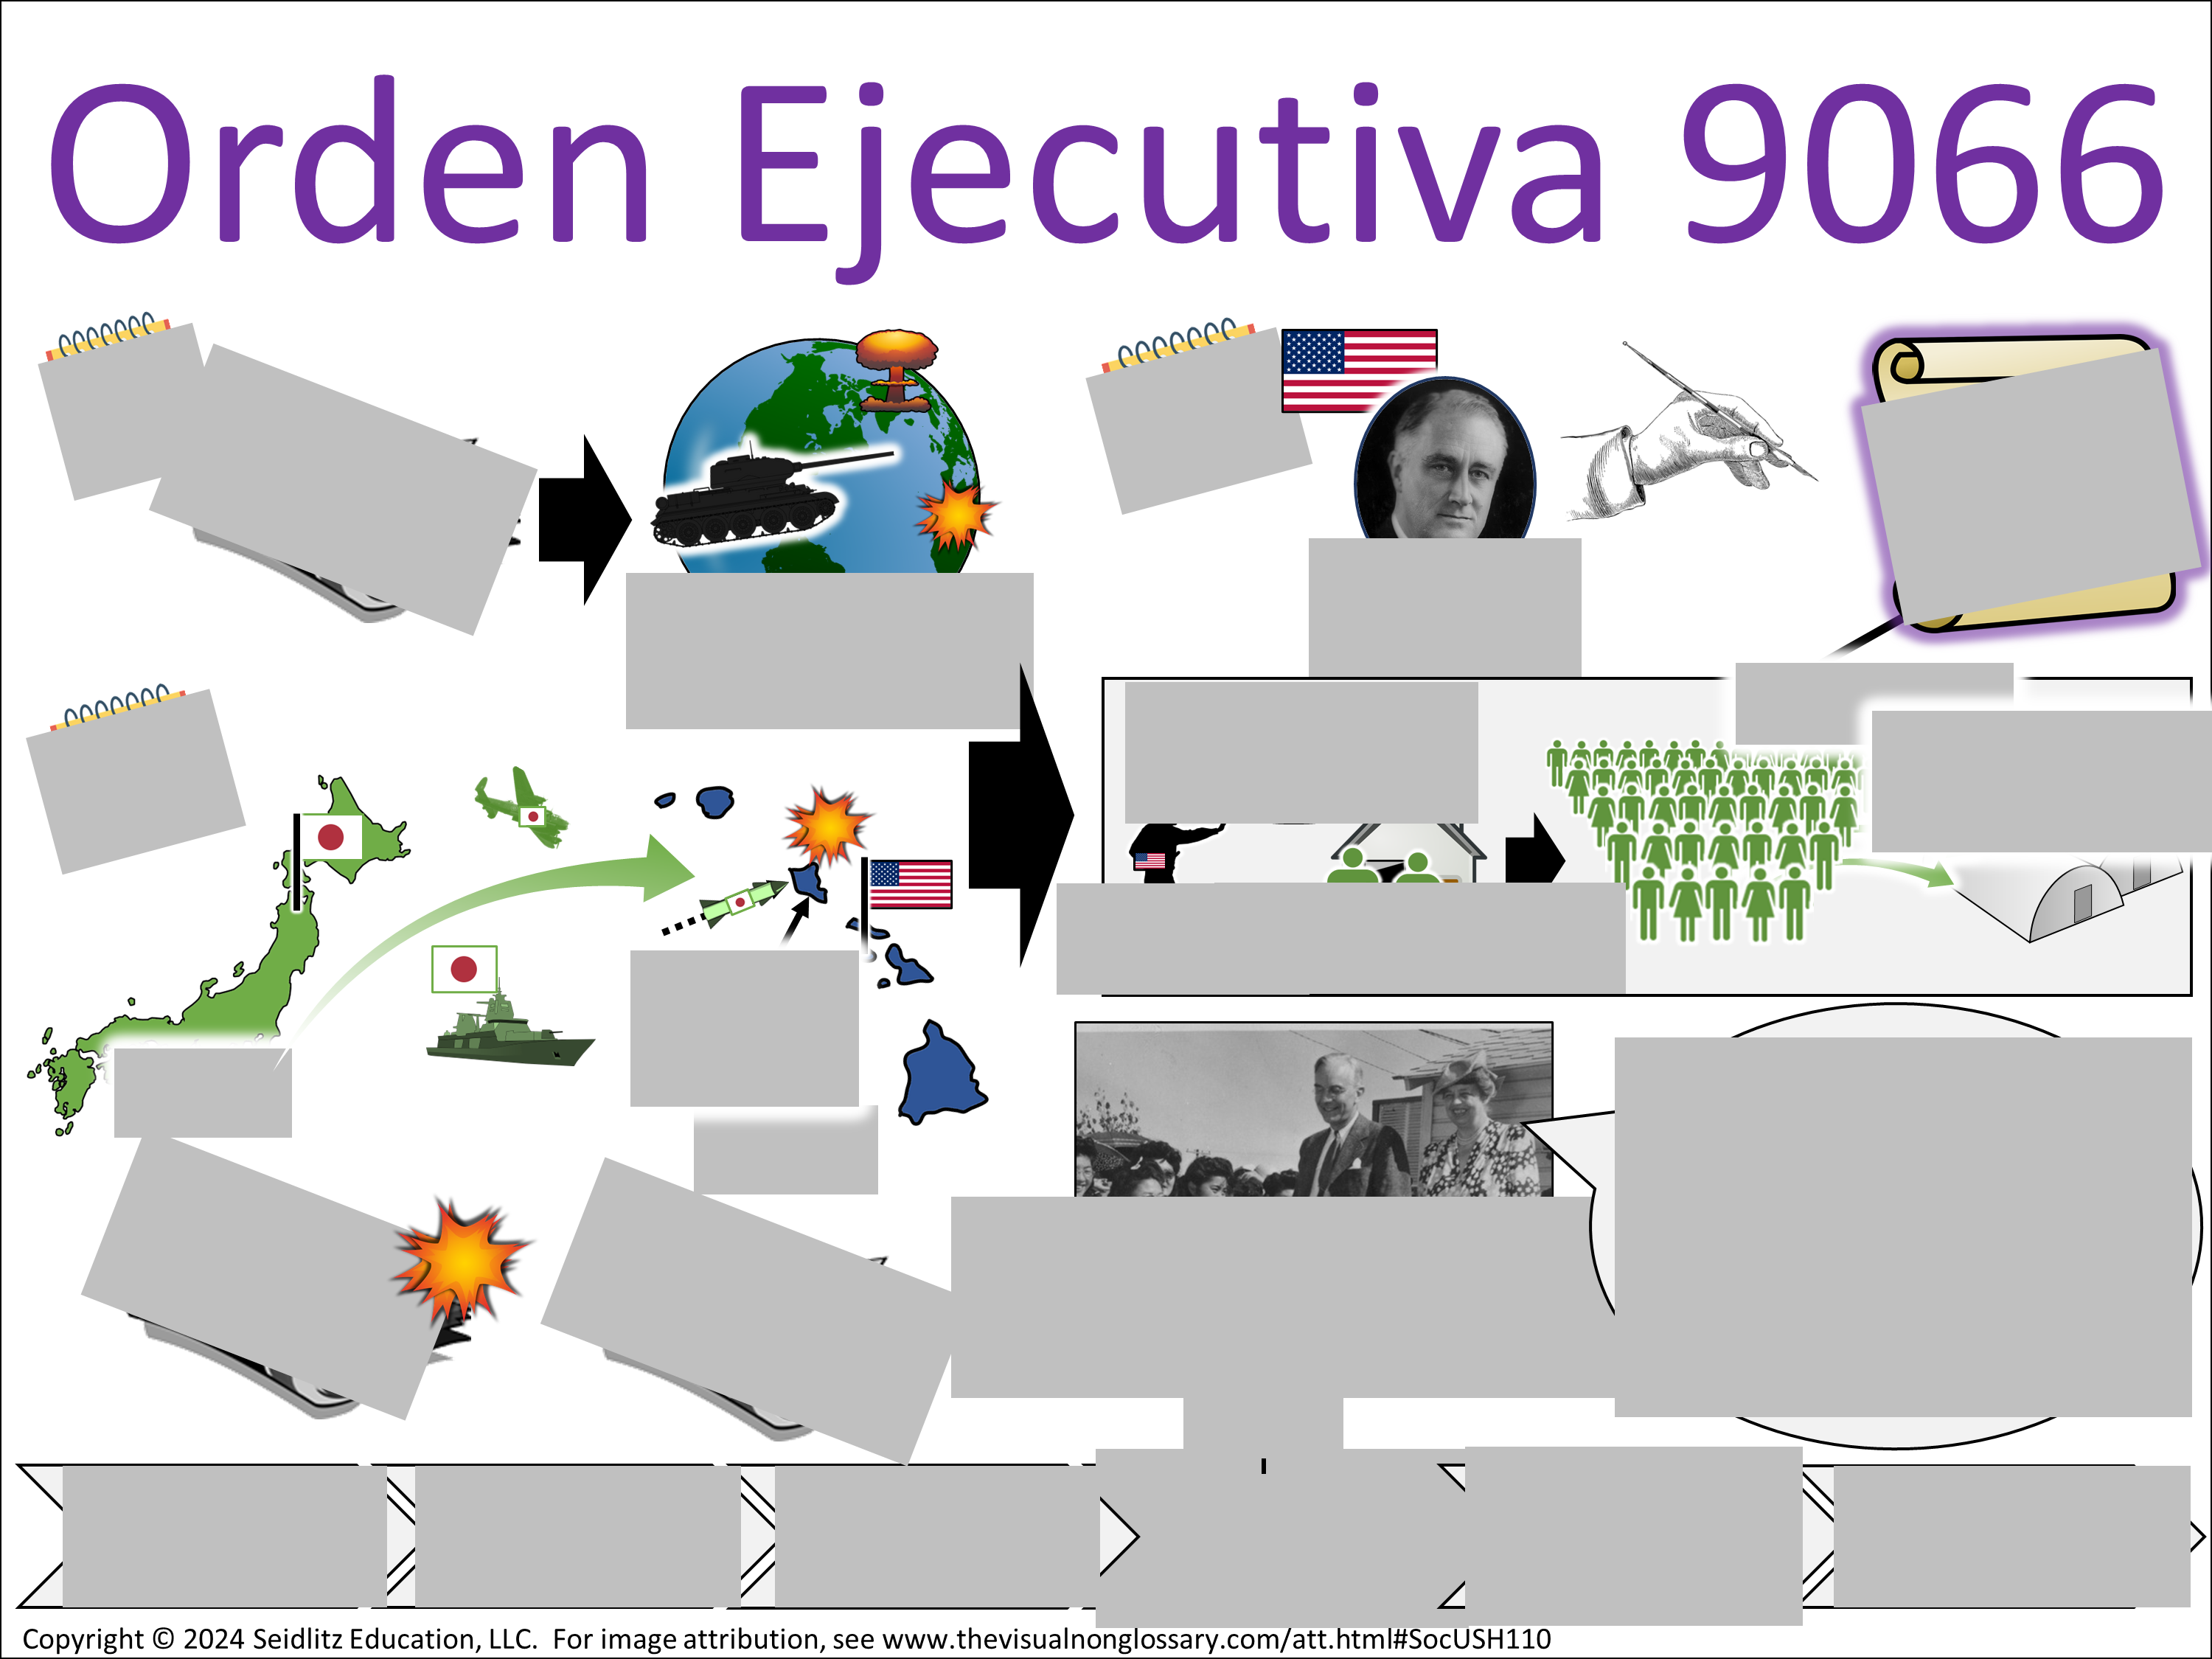 Orden Ejecutiva 9066
Copyright © 2024 Seidlitz Education, LLC.  For image attribution, see www.thevisualnonglossary.com/att.html#SocUSH110